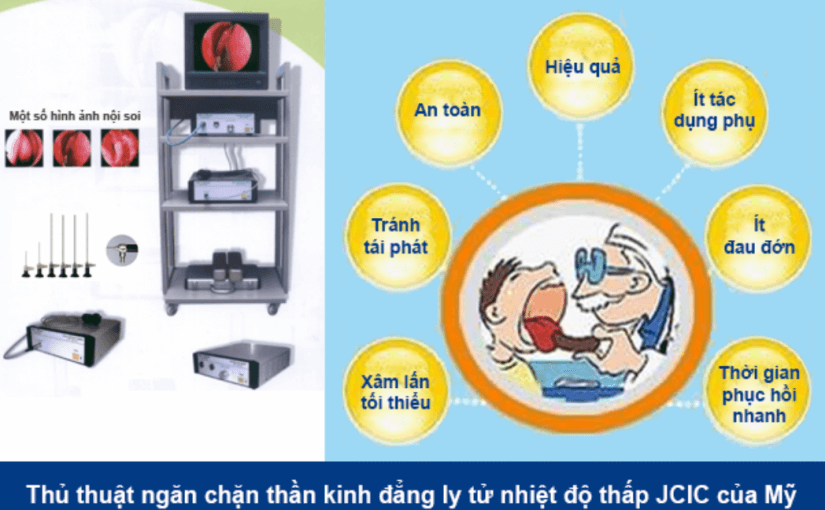 Một số hình ảnh nội soi
Hiệu quả
An toàn
Ít tác
dụng phụ
Tránh
tái phát
Ít
đau đớn
Xâm lấn
tối thiểu
Thời gian
phục hồi
nhanh
Thủ thuật ngăn chặn thần kinh đẳng ly tử nhiệt độ thấp JCIC của Mỹ